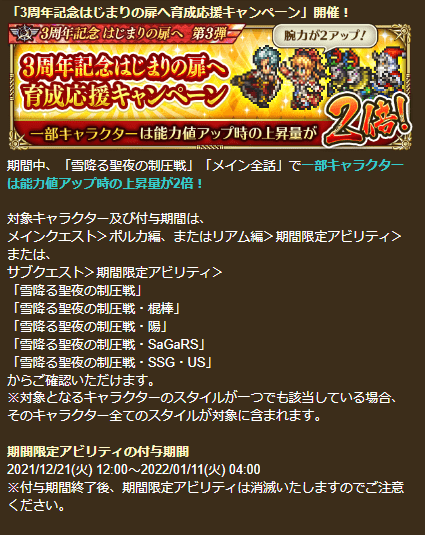 「3周年記念はじまりの扉へ育成応援キャンペーン」開催！
3周年記念 はじまりの扉へ 第3弾
腕力が2アップ！
3周年記念はじまりの扉へ
育成応援キャンペーン
一部キャラクターは能力値アップ時の上昇量が
2倍！
期間中、「雪降る聖夜の制圧戦」「メイン全話」で一部キャラクター
は能力値アップ時の上昇量が2倍！
対象キャラクター及び付与期間は、
メインクエスト＞ポルカ編、またはリアム編＞期間限定アビリティ＞
または、
サブクエスト＞期間限定アビリティ＞
「雪降る聖夜の制圧戦」
「雪降る聖夜の制圧戦・棍棒」
「雪降る聖夜の制圧戦・陽」
「雪降る聖夜の制圧戦・SaGaRS」
「雪降る聖夜の制圧戦・SSG・US」
からご確認いただけます。
※対象となるキャラクターのスタイルが一つでも該当している場合、
そのキャラクター全てのスタイルが対象に含まれます。
期間限定アビリティの付与期間
2021/12/21(火) 12:00～2022/01/11(火) 04:00
※付与期間終了後、期間限定アビリティは消滅いたしますのでご注意
ください。